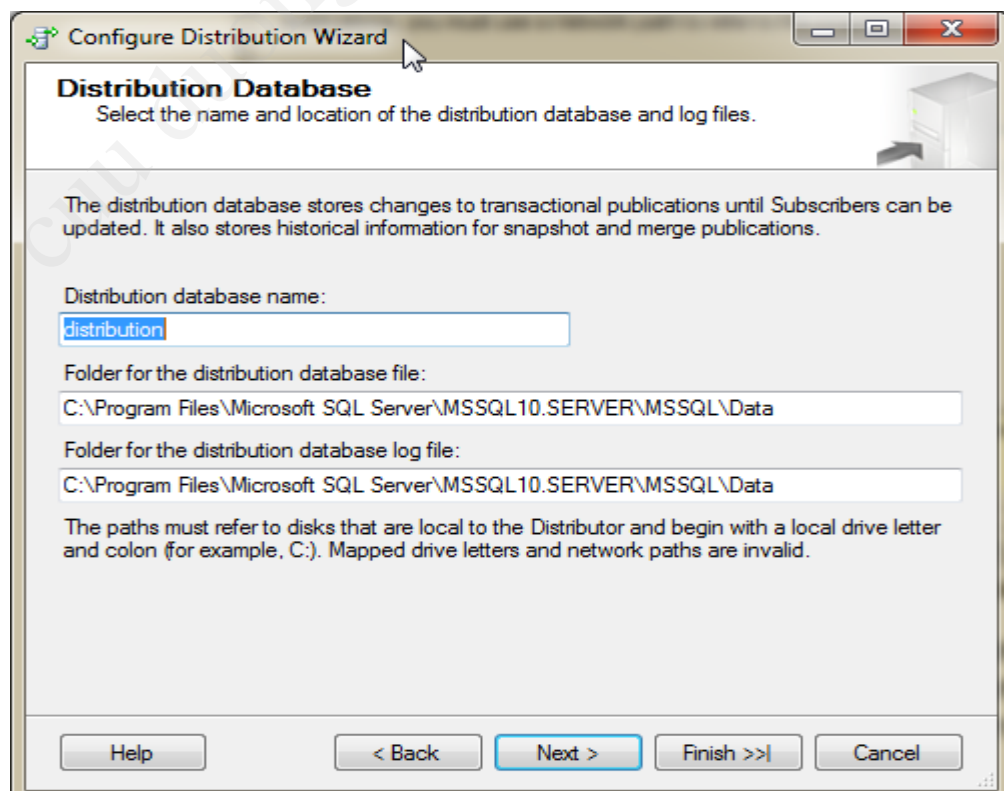 Configure Distribution Wizard
Distribution Database
Select the name and location of the distribution database and log files.
The distribution database stores changes to transactional publications until Subscribers can be
updated. It also stores historical information for snapshot and merge publications.
Distribution database name:
distribution
Folder for the distribution database file:
C:\Program Files\Microsoft SQL Server\MSSQL10.SERVER\MSSQL\Data
Folder for the distribution database log file:
C:\Program Files\Microsoft SQL Server\MSSQL10.SERVER\MSSQL\Data
The paths must refer to disks that are local to the Distributor and begin with a local drive letter
and colon (for example, C:). Mapped drive letters and network paths are invalid.
Help
< Back
Next >
Finish >>|
Cancel